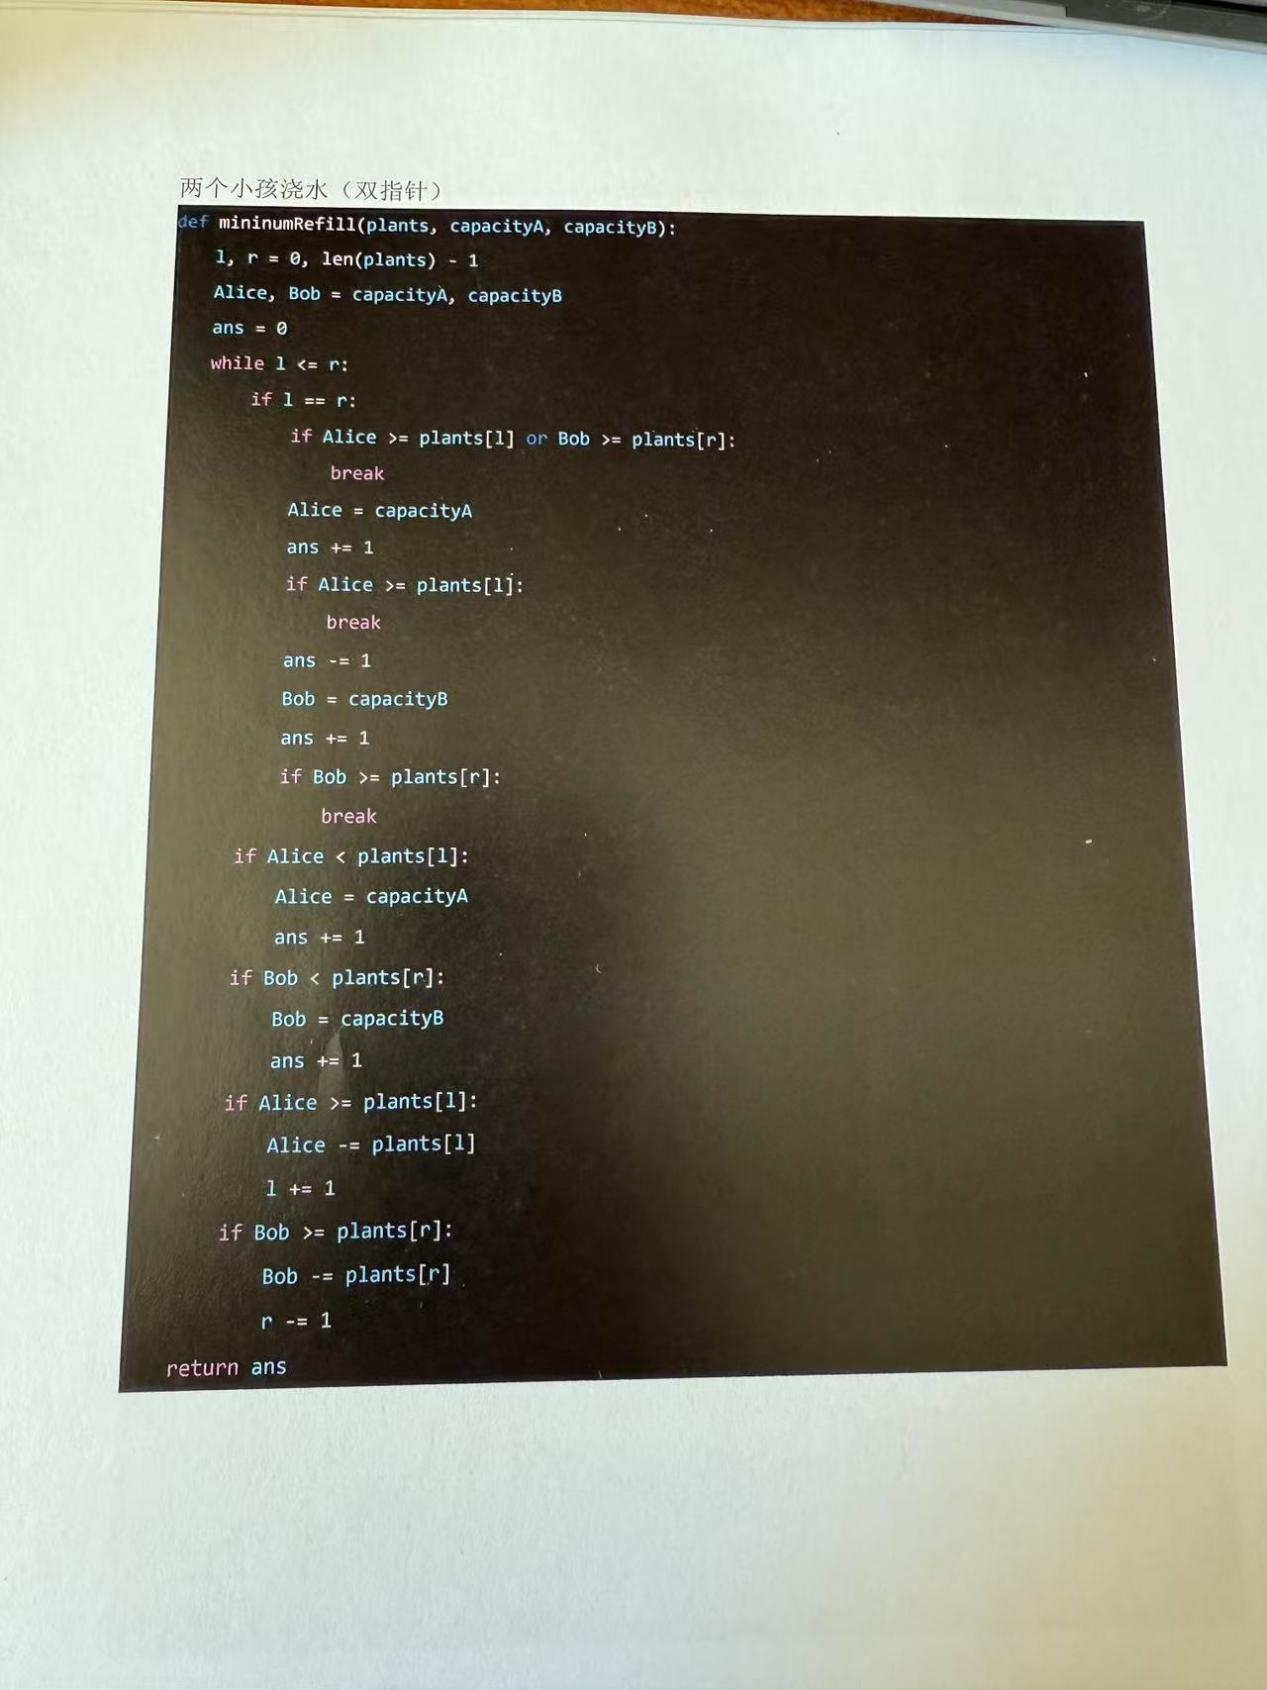 两个小孩浇水（双指针）
def mininumRefill(plants, capacityA, capacityB):
    l, r = 0, len(plants) - 1
    Alice, Bob = capacityA, capacityB
    ans = 0
    while l <= r:
        if l == r:
            if Alice >= plants[l] or Bob >= plants[r]:
                break
            Alice = capacityA
            ans += 1
            if Alice >= plants[l]:
                break
            ans -= 1
            Bob = capacityB
            ans += 1
            if Bob >= plants[r]:
                break
        if Alice < plants[l]:
            Alice = capacityA
            ans += 1
        if Bob < plants[r]:
            Bob = capacityB
            ans += 1
        if Alice >= plants[l]:
            Alice -= plants[l]
            l += 1
        if Bob >= plants[r]:
            Bob -= plants[r]
            r -= 1
    return ans